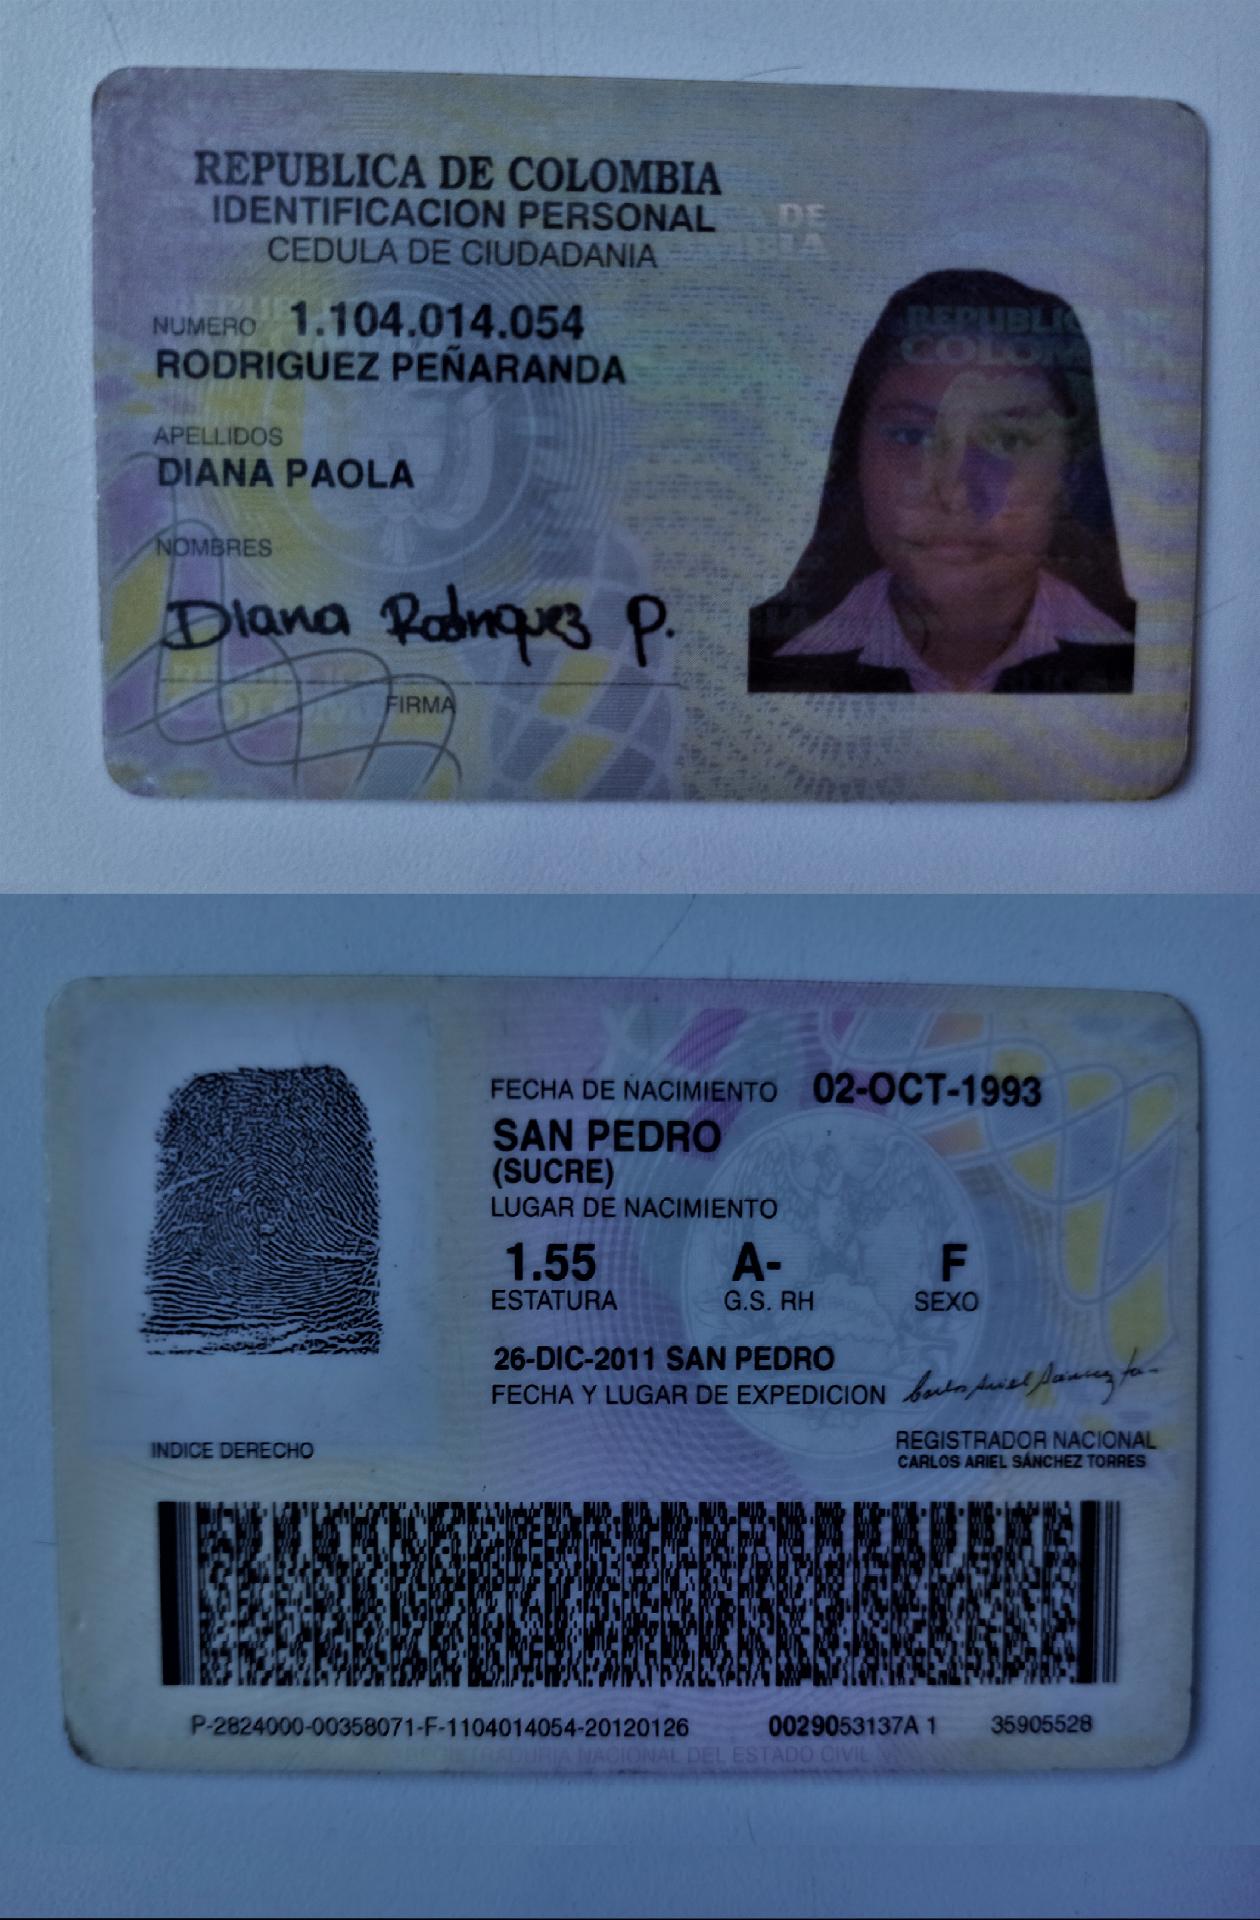 REPUBLICA DE COLOMBIA
IDENTIFICACION PERSONAL
CEDULA DE CIUDADANIA
NUMERO 1.104.014.054
RODRIGUEZ PEÑARANDA
APELLIDOS
DIANA PAOLA
NOMBRES
Diana Rodriguez P.
FIRMA
REPUBLICA DE
COLOMBIA
FECHA DE NACIMIENTO 02-OCT-1993
SAN PEDRO
(SUCRE)
LUGAR DE NACIMIENTO
1.55 A- F
ESTATURA G.S. RH SEXO
26-DIC-2011 SAN PEDRO
FECHA Y LUGAR DE EXPEDICION
INDICE DERECHO
REGISTRADOR NACIONAL
CARLOS ARIEL SÁNCHEZ TORRES
P-2824000-00358071-F-1104014054-20120126 0029053137A 1 35905528
REGISTRADURIA NACIONAL DEL ESTADO CIVIL